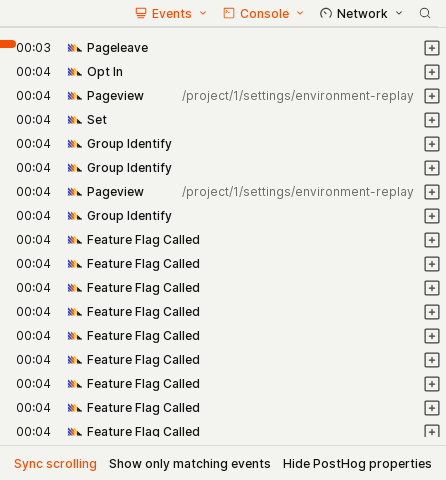 Events Console Network
00:03 Pageleave
00:04 Opt In
00:04 Pageview /project/1/settings/environment-replay
00:04 Set
00:04 Group Identify
00:04 Group Identify
00:04 Pageview /project/1/settings/environment-replay
00:04 Group Identify
00:04 Feature Flag Called
00:04 Feature Flag Called
00:04 Feature Flag Called
00:04 Feature Flag Called
00:04 Feature Flag Called
00:04 Feature Flag Called
00:04 Feature Flag Called
00:04 Feature Flag Called
00:04 Feature Flag Called
Sync scrolling Show only matching events Hide PostHog properties